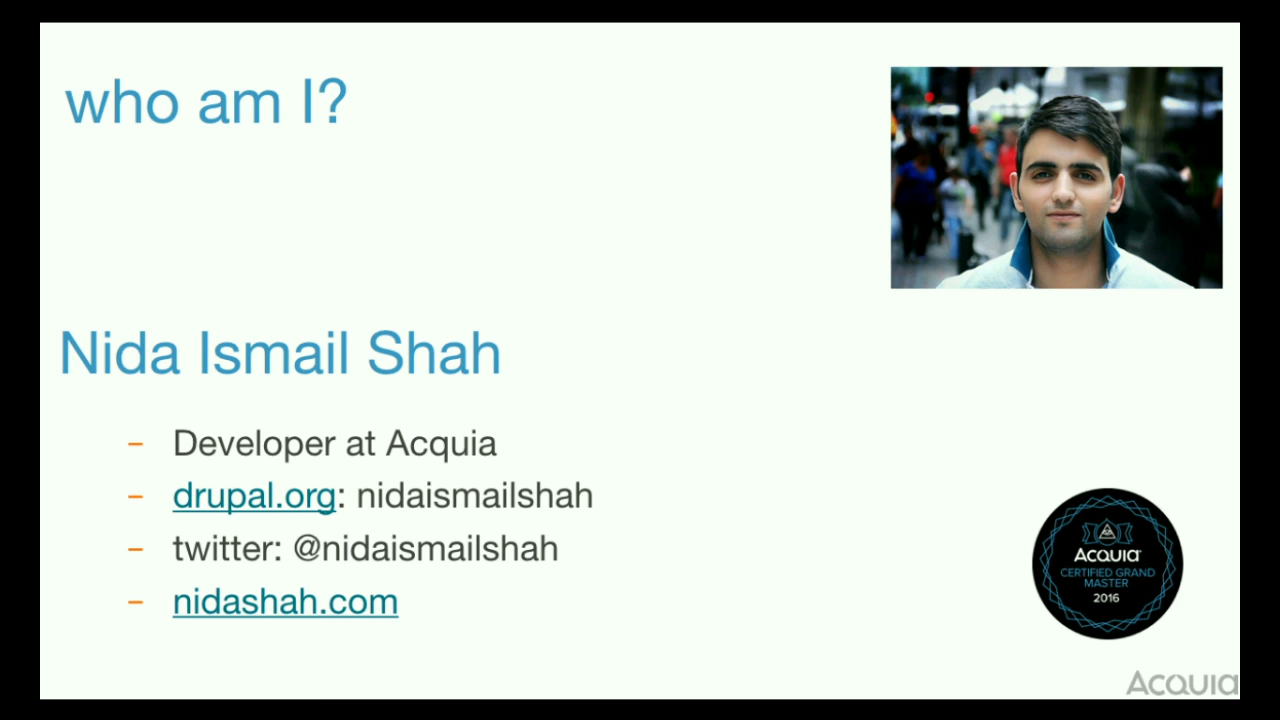 who am I?
Nida Ismail Shah
– Developer at Acquia
– drupal.org: nidaismailshah
– twitter: @nidaismailshah
– nidashah.com
Acquia
CERTIFIED GRAND
MASTER
2016
Acquia